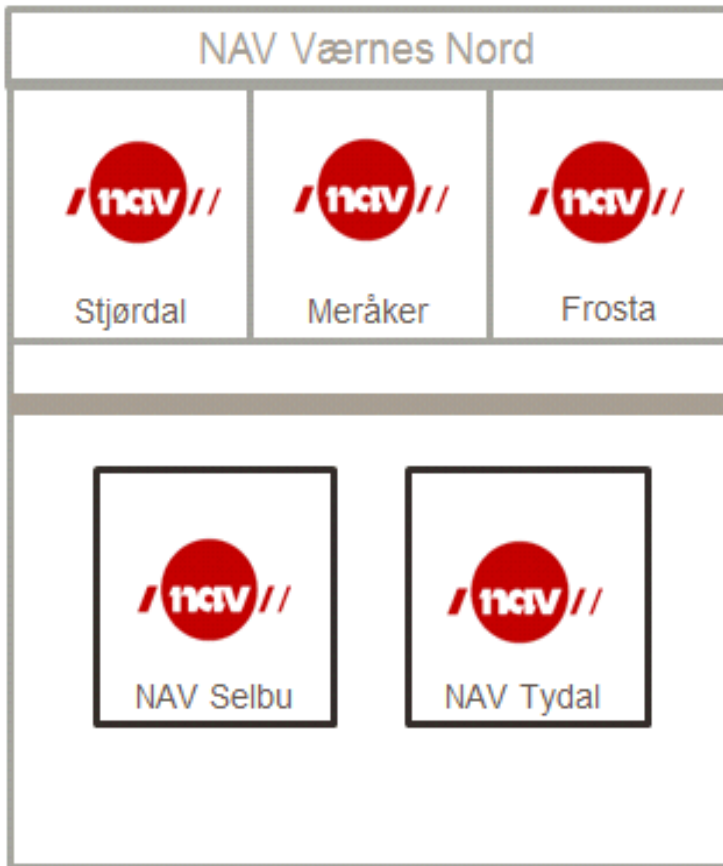 NAV Værnes Nord
/nav// /nav// /nav//
Stjørdal Meråker Frosta
/nav// /nav//
NAV Selbu NAV Tydal